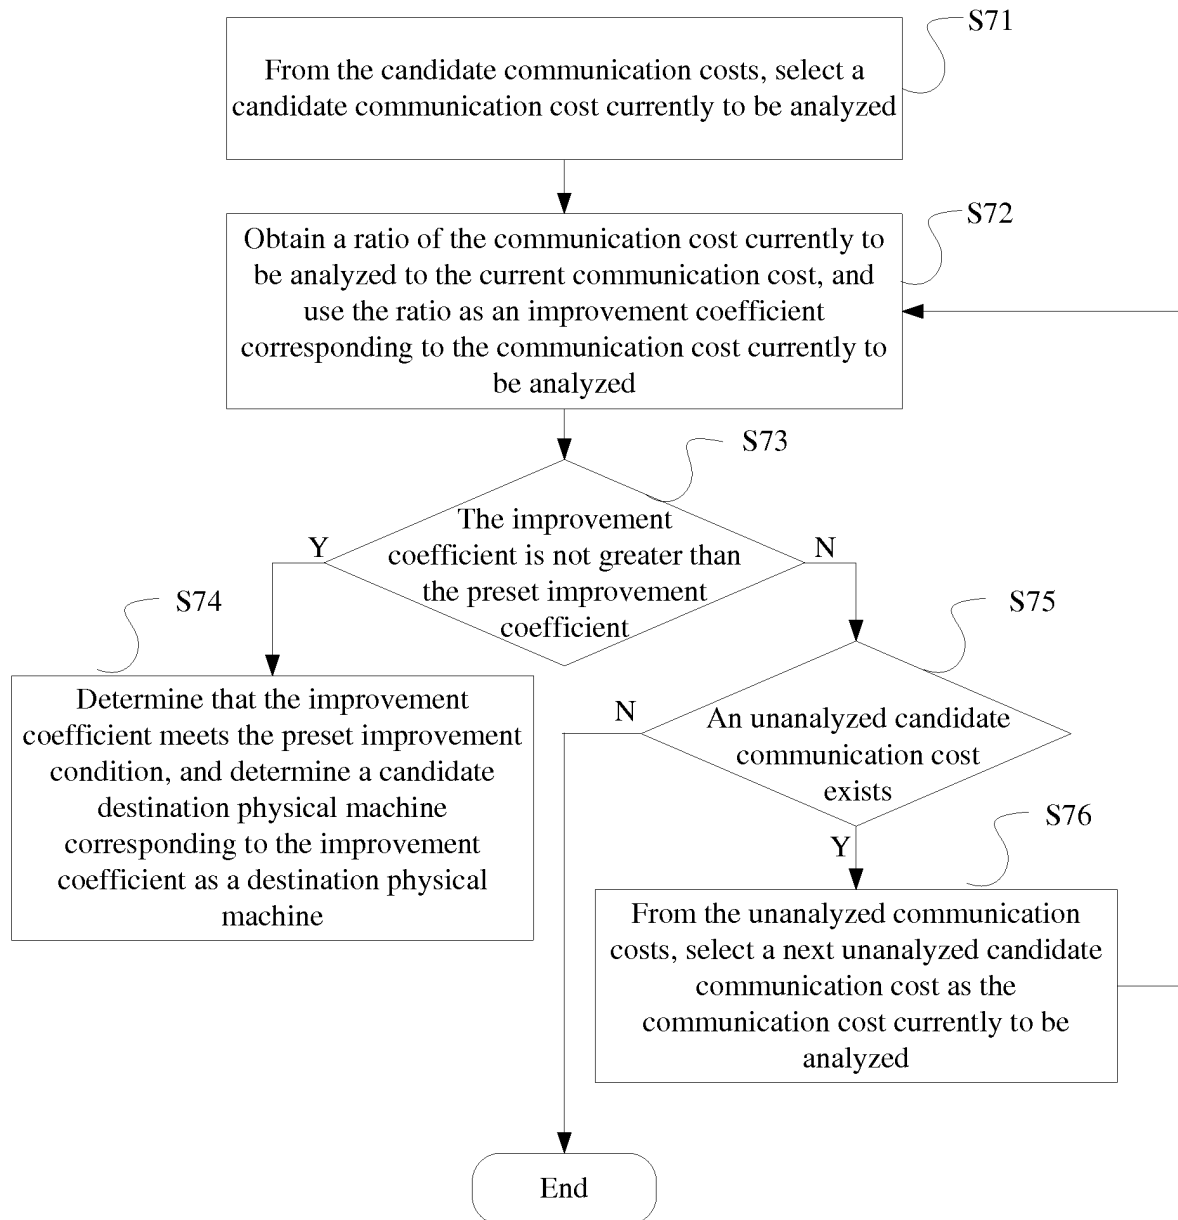 S71
From the candidate communication costs, select a
candidate communication cost currently to be analyzed
S72
Obtain a ratio of the communication cost currently to
be analyzed to the current communication cost, and
use the ratio as an improvement coefficient
corresponding to the communication cost currently to
be analyzed
S73
The improvement
coefficient is not greater than
the preset improvement
coefficient
Y
N
S74
Determine that the improvement
coefficient meets the preset improvement
condition, and determine a candidate
destination physical machine
corresponding to the improvement
coefficient as a destination physical
machine
S75
An unanalyzed candidate
communication cost
exists
N
Y
S76
From the unanalyzed communication
costs, select a next unanalyzed candidate
communication cost as the
communication cost currently to be
analyzed
End